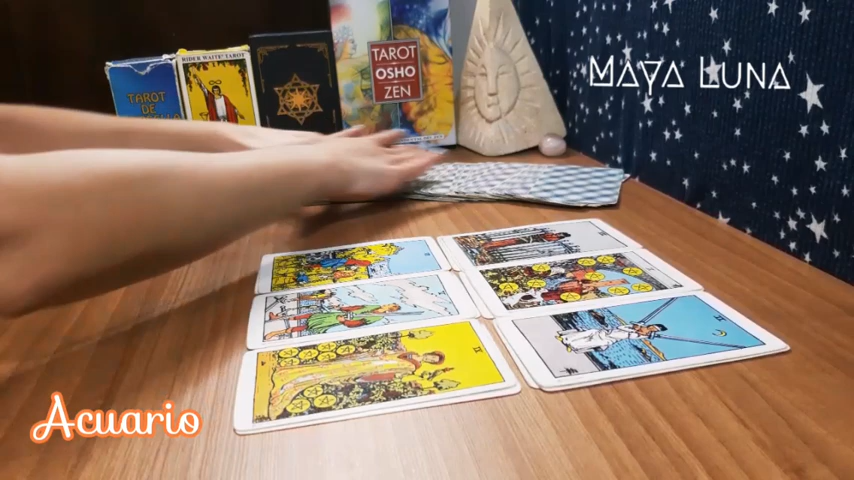 MAYA LUNA
RIDER WAITE TAROT
TAROT
DE
TAROT
OSHO
ZEN
Acuario